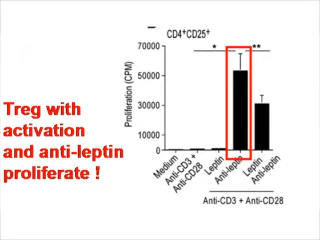 CD4+CD25+
* **
70000
60000
50000
40000
30000
20000
10000
0
Proliferation (CPM)
Medium
Anti-CD3 +
Anti-CD28
Leptin
Anti-leptin
Leptin
Anti-leptin
Anti-CD3 + Anti-CD28
Treg with
activation
and anti-leptin
proliferate !